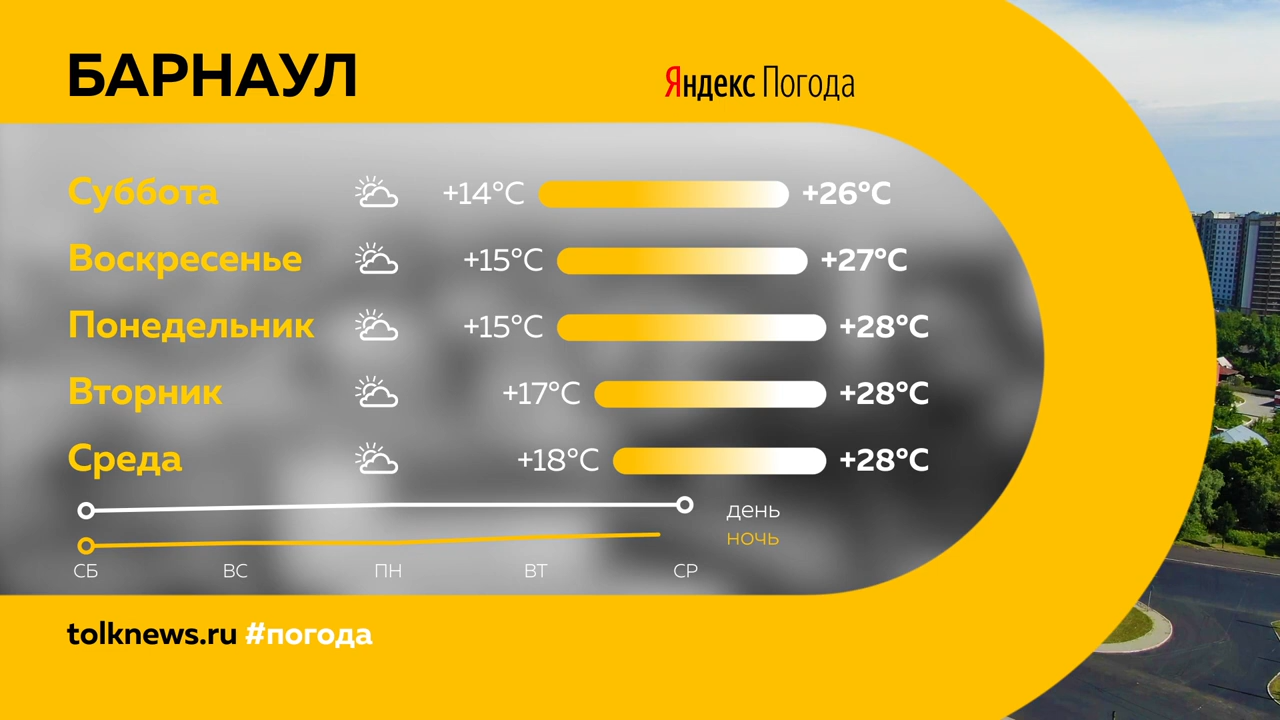 БАРНАУЛ
Яндекс Погода
Суббота +14°C +26°C
Воскресенье +15°C +27°C
Понедельник +15°C +28°C
Вторник +17°C +28°C
Среда +18°C +28°C
день
ночь
СБ ВС ПН ВТ СР
tolknews.ru #погода